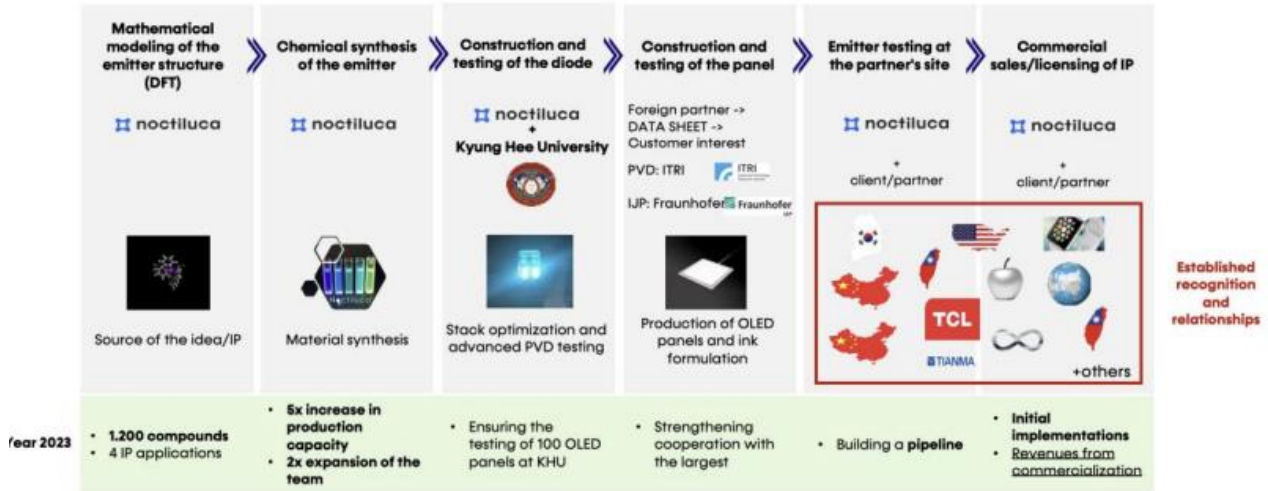 Mathematical
modeling of the
emitter structure
(DFT)
noctiluca
Source of the idea/IP
Chemical synthesis
of the emitter
noctiluca
Noctiluca
Material synthesis
Construction and
testing of the diode
noctiluca
+
Kyung Hee University
Stack optimization and
advanced PVD testing
Construction and
testing of the panel
Foreign partner ->
DATA SHEET ->
Customer interest
PVD: ITRI
ITRI
IJP: Fraunhofer
Fraunhofer
IAP
Production of OLED
panels and ink
formulation
Emitter testing at
the partner's site
noctiluca
+
client/partner
Commercial
sales/licensing of IP
noctiluca
+
client/partner
TCL
TIANMA
+others
Established
recognition
and
relationships
Year 2023
• 1.200 compounds
• 4 IP applications
• 5x increase in
production
capacity
• 2x expansion of the
team
• Ensuring the
testing of 100 OLED
panels at KHU
• Strengthening
cooperation with
the largest
• Building a pipeline
• Initial
implementations
• Revenues from
commercialization